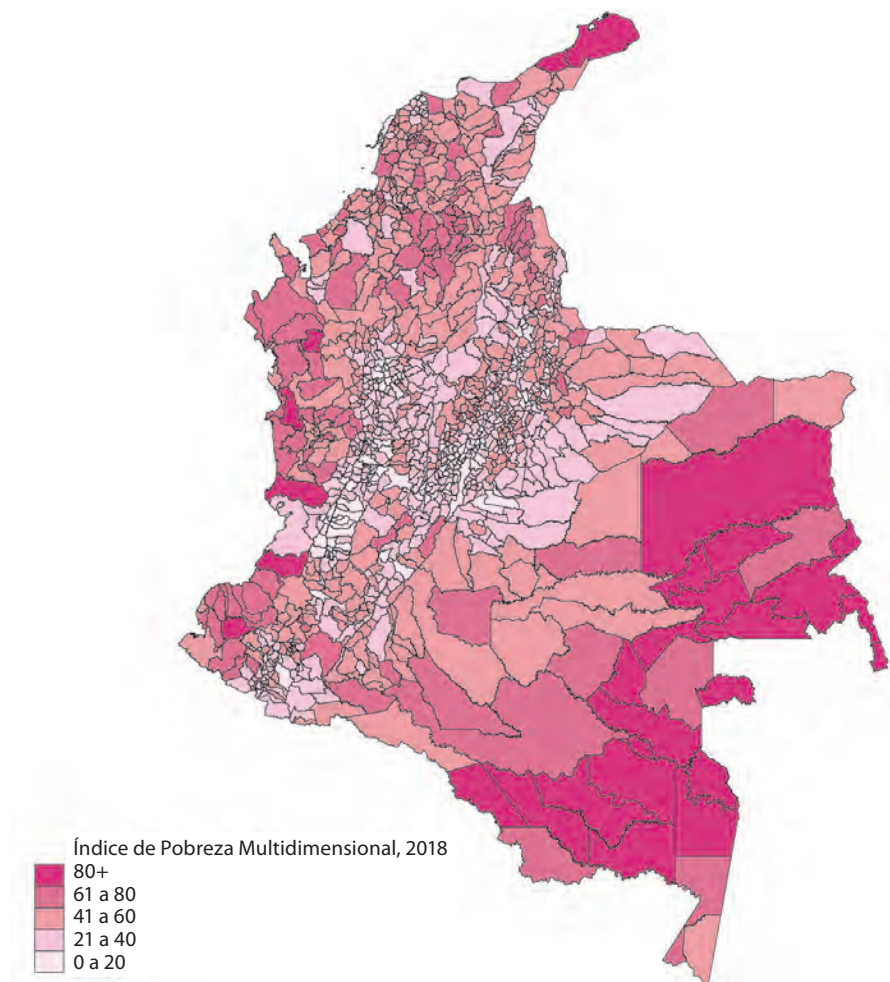 Índice de Pobreza Multidimensional, 2018
80+
61 a 80
41 a 60
21 a 40
0 a 20